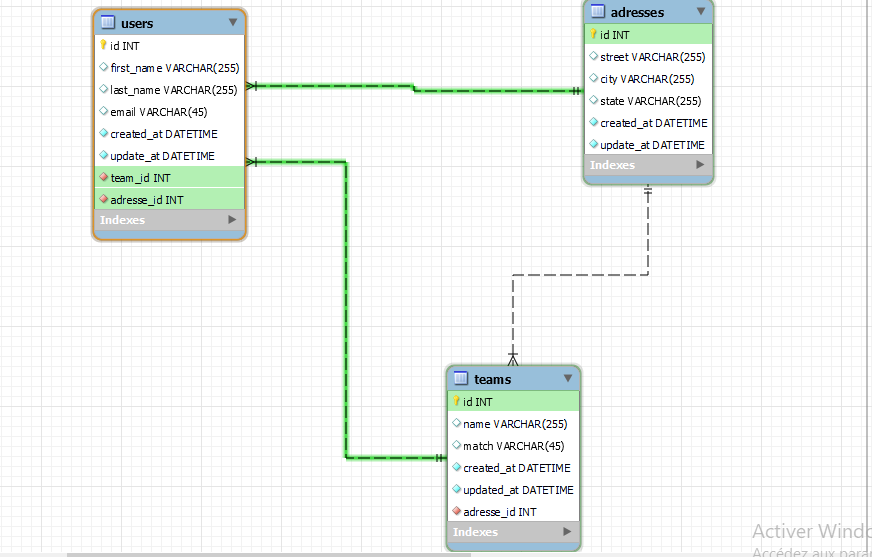 users
id INT
first_name VARCHAR(255)
last_name VARCHAR(255)
email VARCHAR(45)
created_at DATETIME
update_at DATETIME
team_id INT
adresse_id INT
Indexes
adresses
id INT
street VARCHAR(255)
city VARCHAR(255)
state VARCHAR(255)
created_at DATETIME
update_at DATETIME
Indexes
teams
id INT
name VARCHAR(255)
match VARCHAR(45)
created_at DATETIME
updated_at DATETIME
adresse_id INT
Indexes
Activer Windo
Accédez aux para